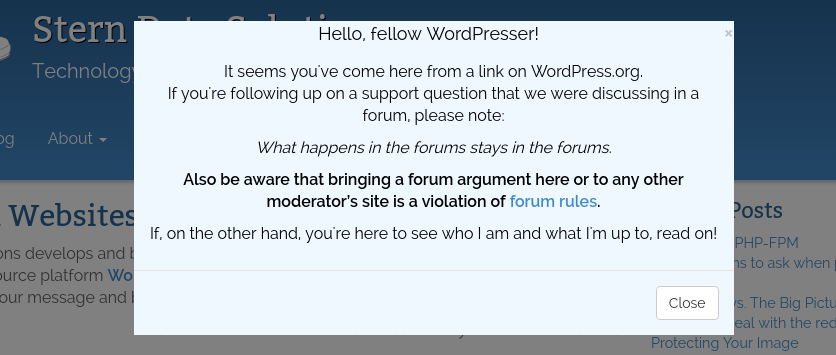 Stern
Hello, fellow WordPresser!
×
Technology
It seems you've come here from a link on WordPress.org.
If you're following up on a support question that we were discussing in a
forum, please note:
About
What happens in the forums stays in the forums.
Also be aware that bringing a forum argument here or to any other
moderator's site is a violation of forum rules.
Websites
Posts
If, on the other hand, you're here to see who I am and what I'm up to, read on!
PHP-FPM
ons develops and b
ns to ask when p
ource platform Wo
our message and b
Close
vs. The Big Pictu
eal with the red
Protecting Your Image